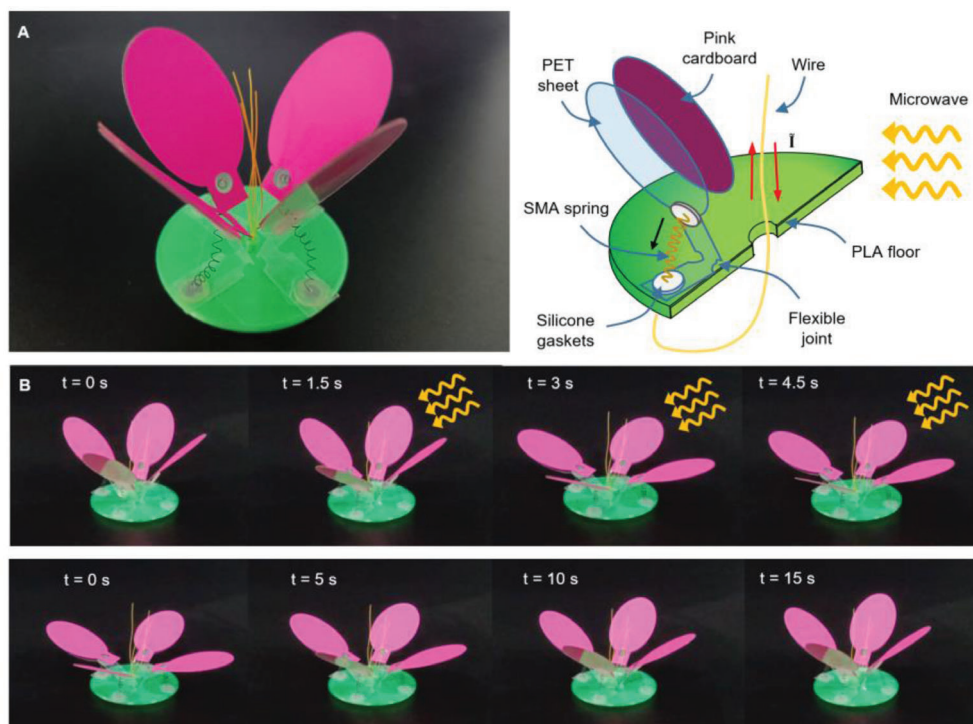 A
Pink
cardboard
PET
sheet
Wire
Microwave
Ĩ
SMA spring
PLA floor
Silicone
gaskets
Flexible
joint
B
t = 0 s
t = 1.5 s
t = 3 s
t = 4.5 s
t = 0 s
t = 5 s
t = 10 s
t = 15 s